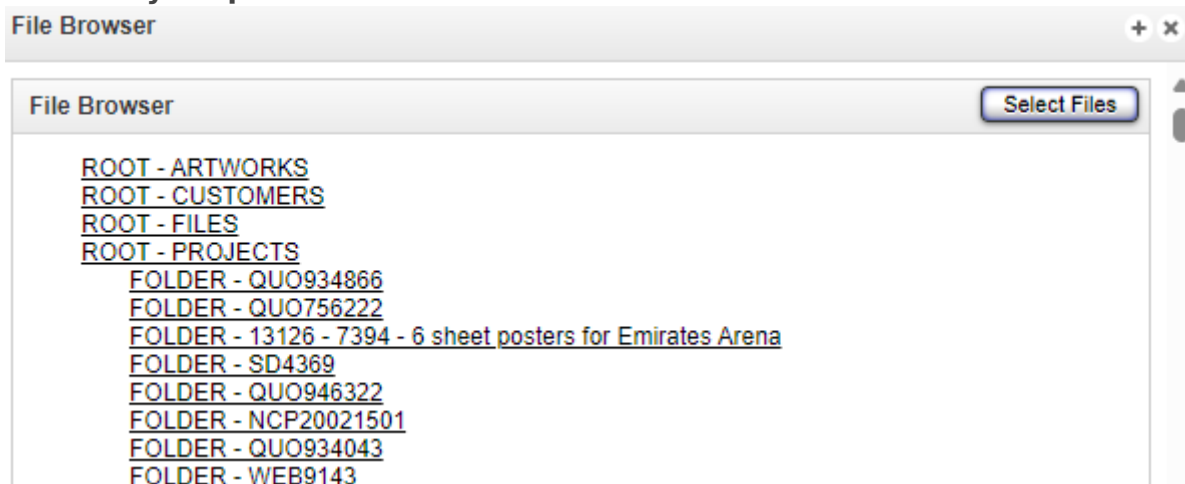 File Browser
+ ×
File Browser
Select Files
ROOT - ARTWORKS
ROOT - CUSTOMERS
ROOT - FILES
ROOT - PROJECTS
FOLDER - QUO934866
FOLDER - QUO756222
FOLDER - 13126 - 7394 - 6 sheet posters for Emirates Arena
FOLDER - SD4369
FOLDER - QUO946322
FOLDER - NCP20021501
FOLDER - QUO934043
FOLDER - WEB9143